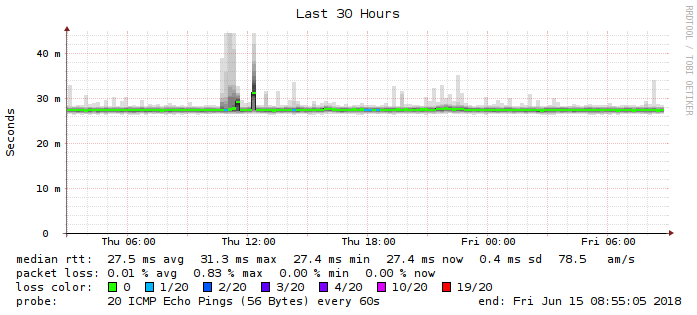 Last 30 Hours
RRDTOOL / TOBI OETIKER
Seconds
40 m
30 m
20 m
10 m
0
Thu 06:00 Thu 12:00 Thu 18:00 Fri 00:00 Fri 06:00
median rtt: 27.5 ms avg 31.3 ms max 27.4 ms min 27.4 ms now 0.4 ms sd 78.5 am/s
packet loss: 0.01 % avg 0.83 % max 0.00 % min 0.00 % now
loss color: 0 1/20 2/20 3/20 4/20 10/20 19/20
probe: 20 ICMP Echo Pings (56 Bytes) every 60s end: Fri Jun 15 08:55:05 2018